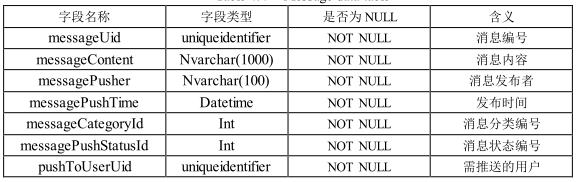 字段名称 字段类型 是否为NULL 含义
messageUid uniqueidentifier NOT NULL 消息编号
messageContent Nvarchar(1000) NOT NULL 消息内容
messagePusher Nvarchar(100) NOT NULL 消息发布者
messagePushTime Datetime NOT NULL 发布时间
messageCategoryId Int NOT NULL 消息分类编号
messagePushStatusId Int NOT NULL 消息状态编号
pushToUserUid uniqueidentifier NOT NULL 需推送的用户